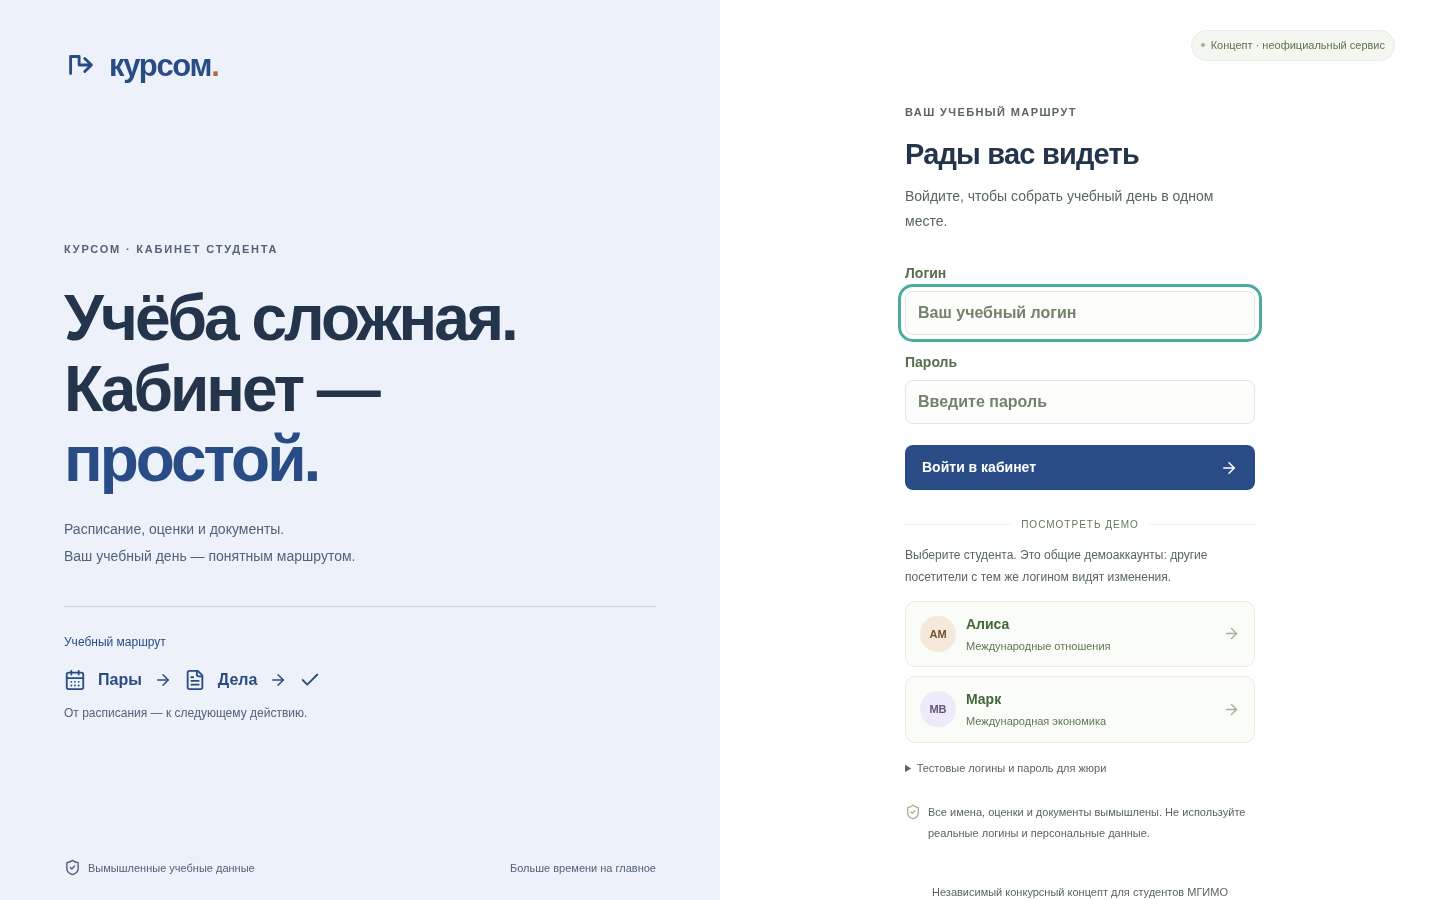 курсом.
КУРСОМ · КАБИНЕТ СТУДЕНТА
Учёба сложная.
Кабинет —
простой.
Расписание, оценки и документы.
Ваш учебный день — понятным маршрутом.
Учебный маршрут
Пары
Дела
От расписания — к следующему действию.
Вымышленные учебные данные
Больше времени на главное
Концепт · неофициальный сервис
ВАШ УЧЕБНЫЙ МАРШРУТ
Рады вас видеть
Войдите, чтобы собрать учебный день в одном
месте.
Логин
Ваш учебный логин
Пароль
Введите пароль
Войти в кабинет
ПОСМОТРЕТЬ ДЕМО
Выберите студента. Это общие демоаккаунты: другие
посетители с тем же логином видят изменения.
АМ
Алиса
Международные отношения
МВ
Марк
Международная экономика
Тестовые логины и пароль для жюри
Все имена, оценки и документы вымышлены. Не используйте
реальные логины и персональные данные.
Независимый конкурсный концепт для студентов МГИМО